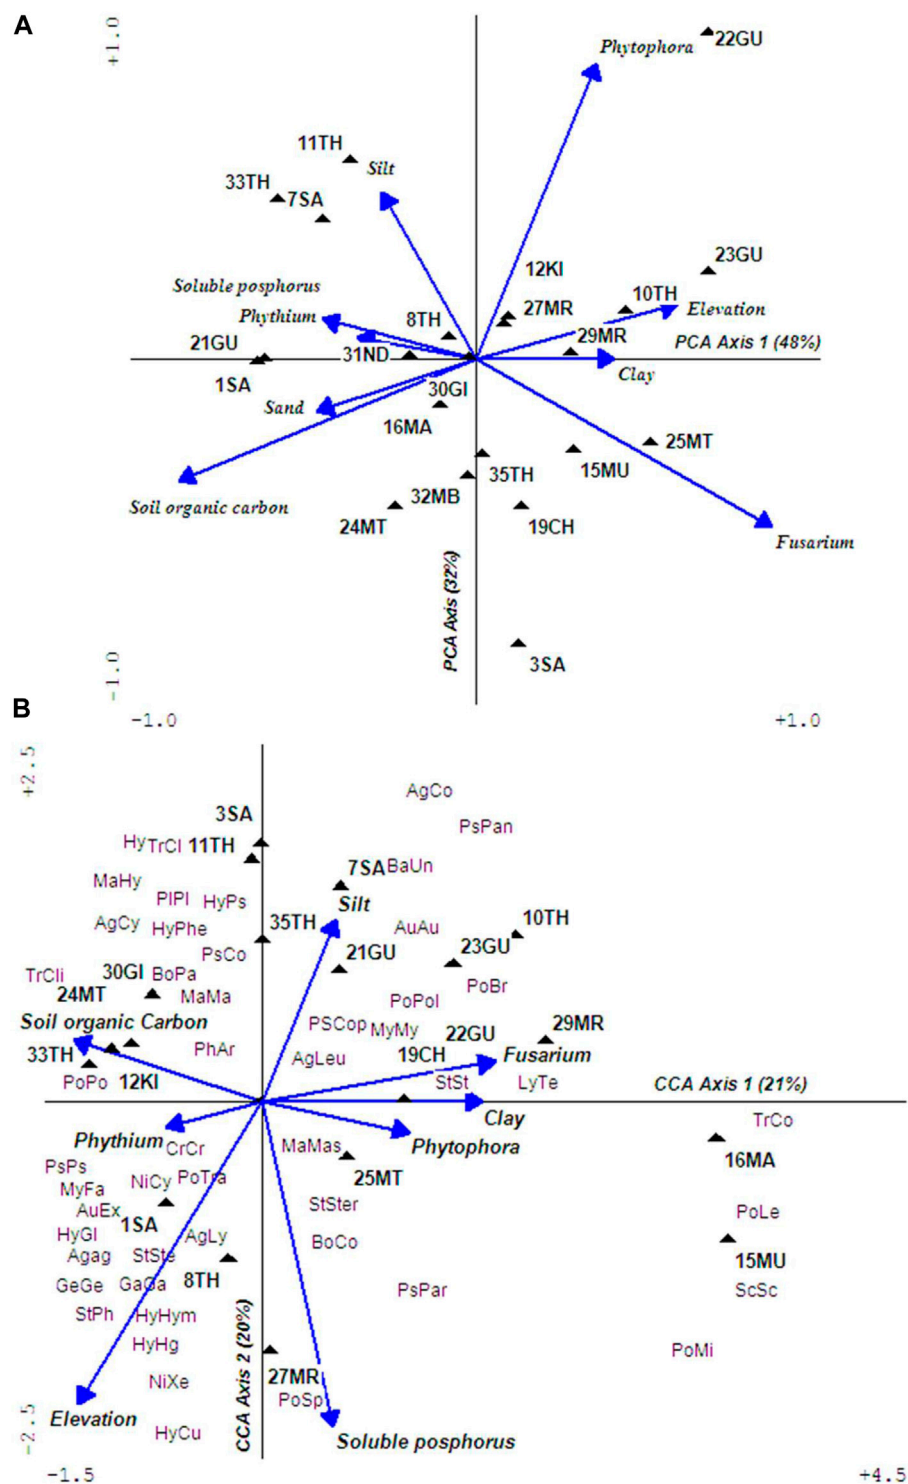 A
+1.0
Phytophora
22GU
11TH
Silt
33TH
7SA
23GU
12KI
Soluble posphorus
10TH
Elevation
27MR
Phythium
8TH
29MR
PCA Axis 1 (48%)
21GU
31ND
Clay
1SA
30GI
Sand
16MA
25MT
15MU
35TH
32MB
Soil organic carbon
24MT
19CH
Fusarium
PCA Axis (32%)
3SA
-1.0
-1.0
+1.0
B
+2.5
AgCo
3SA
PsPan
Hy
TrCl
11TH
7SA
BaUn
MaHy
PlPl
HyPs
Silt
AgCy
HyPhe
35TH
AuAu
10TH
PsCo
21GU
23GU
TrCli
30GI
BoPa
PoBr
24MT
MaMa
PoPol
Soil organic Carbon
PSCop
MyMy
22GU
29MR
33TH
PhAr
AgLeu
19CH
Fusarium
PoPo
12KI
StSt
LyTe
CCA Axis 1 (21%)
Clay
TrCo
Phythium
CrCr
MaMas
Phytophora
16MA
PsPs
25MT
MyFa
NiCy
PoTra
AuEx
StSter
PoLe
1SA
HyGl
AgLy
BoCo
Agag
StSte
15MU
GeGe
GaGa
8TH
PsPar
ScSc
StPh
HyHym
HyHg
PoMi
NiXe
27MR
PoSp
Elevation
HyCu
Soluble posphorus
CCA Axis 2 (20%)
-2.5
-1.5
+4.5